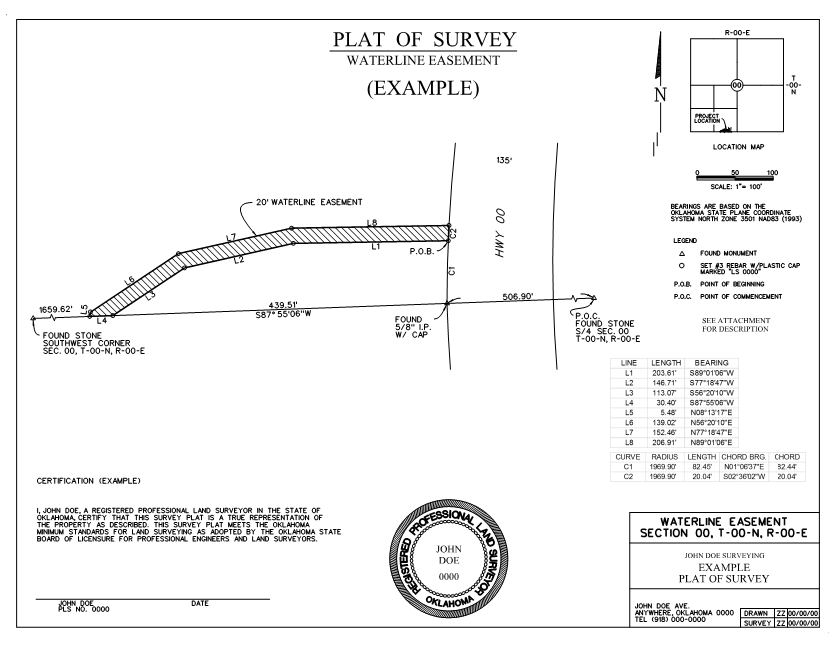 PLAT OF SURVEY
WATERLINE EASEMENT
(EXAMPLE)
N
R-00-E
00
T
-00-
N
PROJECT
LOCATION
LOCATION MAP
0 50 100
SCALE: 1"= 100'
BEARINGS ARE BASED ON THE
OKLAHOMA STATE PLANE COORDINATE
SYSTEM NORTH ZONE 3501 NAD83 (1993)
LEGEND
FOUND MONUMENT
SET #3 REBAR W/PLASTIC CAP
MARKED "LS 0000"
P.O.B. POINT OF BEGINNING
P.O.C. POINT OF COMMENCEMENT
SEE ATTACHMENT
FOR DESCRIPTION
135'
HWY 00
20' WATERLINE EASEMENT
L8
L7
L1
L2
L6
L3
L5
L4
C2
C1
P.O.B.
1659.62'
439.51'
S87°55'06"W
506.90'
FOUND STONE
SOUTHWEST CORNER
SEC. 00, T-00-N, R-00-E
FOUND
5/8" I.P.
W/ CAP
P.O.C.
FOUND STONE
S/4 SEC. 00
T-00-N, R-00-E
LINE LENGTH BEARING
L1 203.61' S89°01'06"W
L2 146.71' S77°18'47"W
L3 113.07' S56°20'10"W
L4 30.40' S87°55'06"W
L5 5.48' N08°13'17"E
L6 139.02' N56°20'10"E
L7 152.46' N77°18'47"E
L8 206.91' N89°01'06"E
CURVE RADIUS LENGTH CHORD BRG. CHORD
C1 1969.90' 82.45' N01°06'37"E 82.44'
C2 1969.90' 20.04' S02°36'02"W 20.04'
CERTIFICATION (EXAMPLE)
I, JOHN DOE, A REGISTERED PROFESSIONAL LAND SURVEYOR IN THE STATE OF
OKLAHOMA, CERTIFY THAT THIS SURVEY PLAT IS A TRUE REPRESENTATION OF
THE PROPERTY AS DESCRIBED. THIS SURVEY PLAT MEETS THE OKLAHOMA
MINIMUM STANDARDS FOR LAND SURVEYING AS ADOPTED BY THE OKLAHOMA STATE
BOARD OF LICENSURE FOR PROFESSIONAL ENGINEERS AND LAND SURVEYORS.
JOHN DOE DATE
PLS NO. 0000
REGISTERED PROFESSIONAL LAND SURVEYOR
JOHN
DOE
0000
OKLAHOMA
WATERLINE EASEMENT
SECTION 00, T-00-N, R-00-E
JOHN DOE SURVEYING
EXAMPLE
PLAT OF SURVEY
JOHN DOE AVE.
ANYWHERE, OKLAHOMA 0000
TEL (918) 000-0000
DRAWN ZZ 00/00/00
SURVEY ZZ 00/00/00